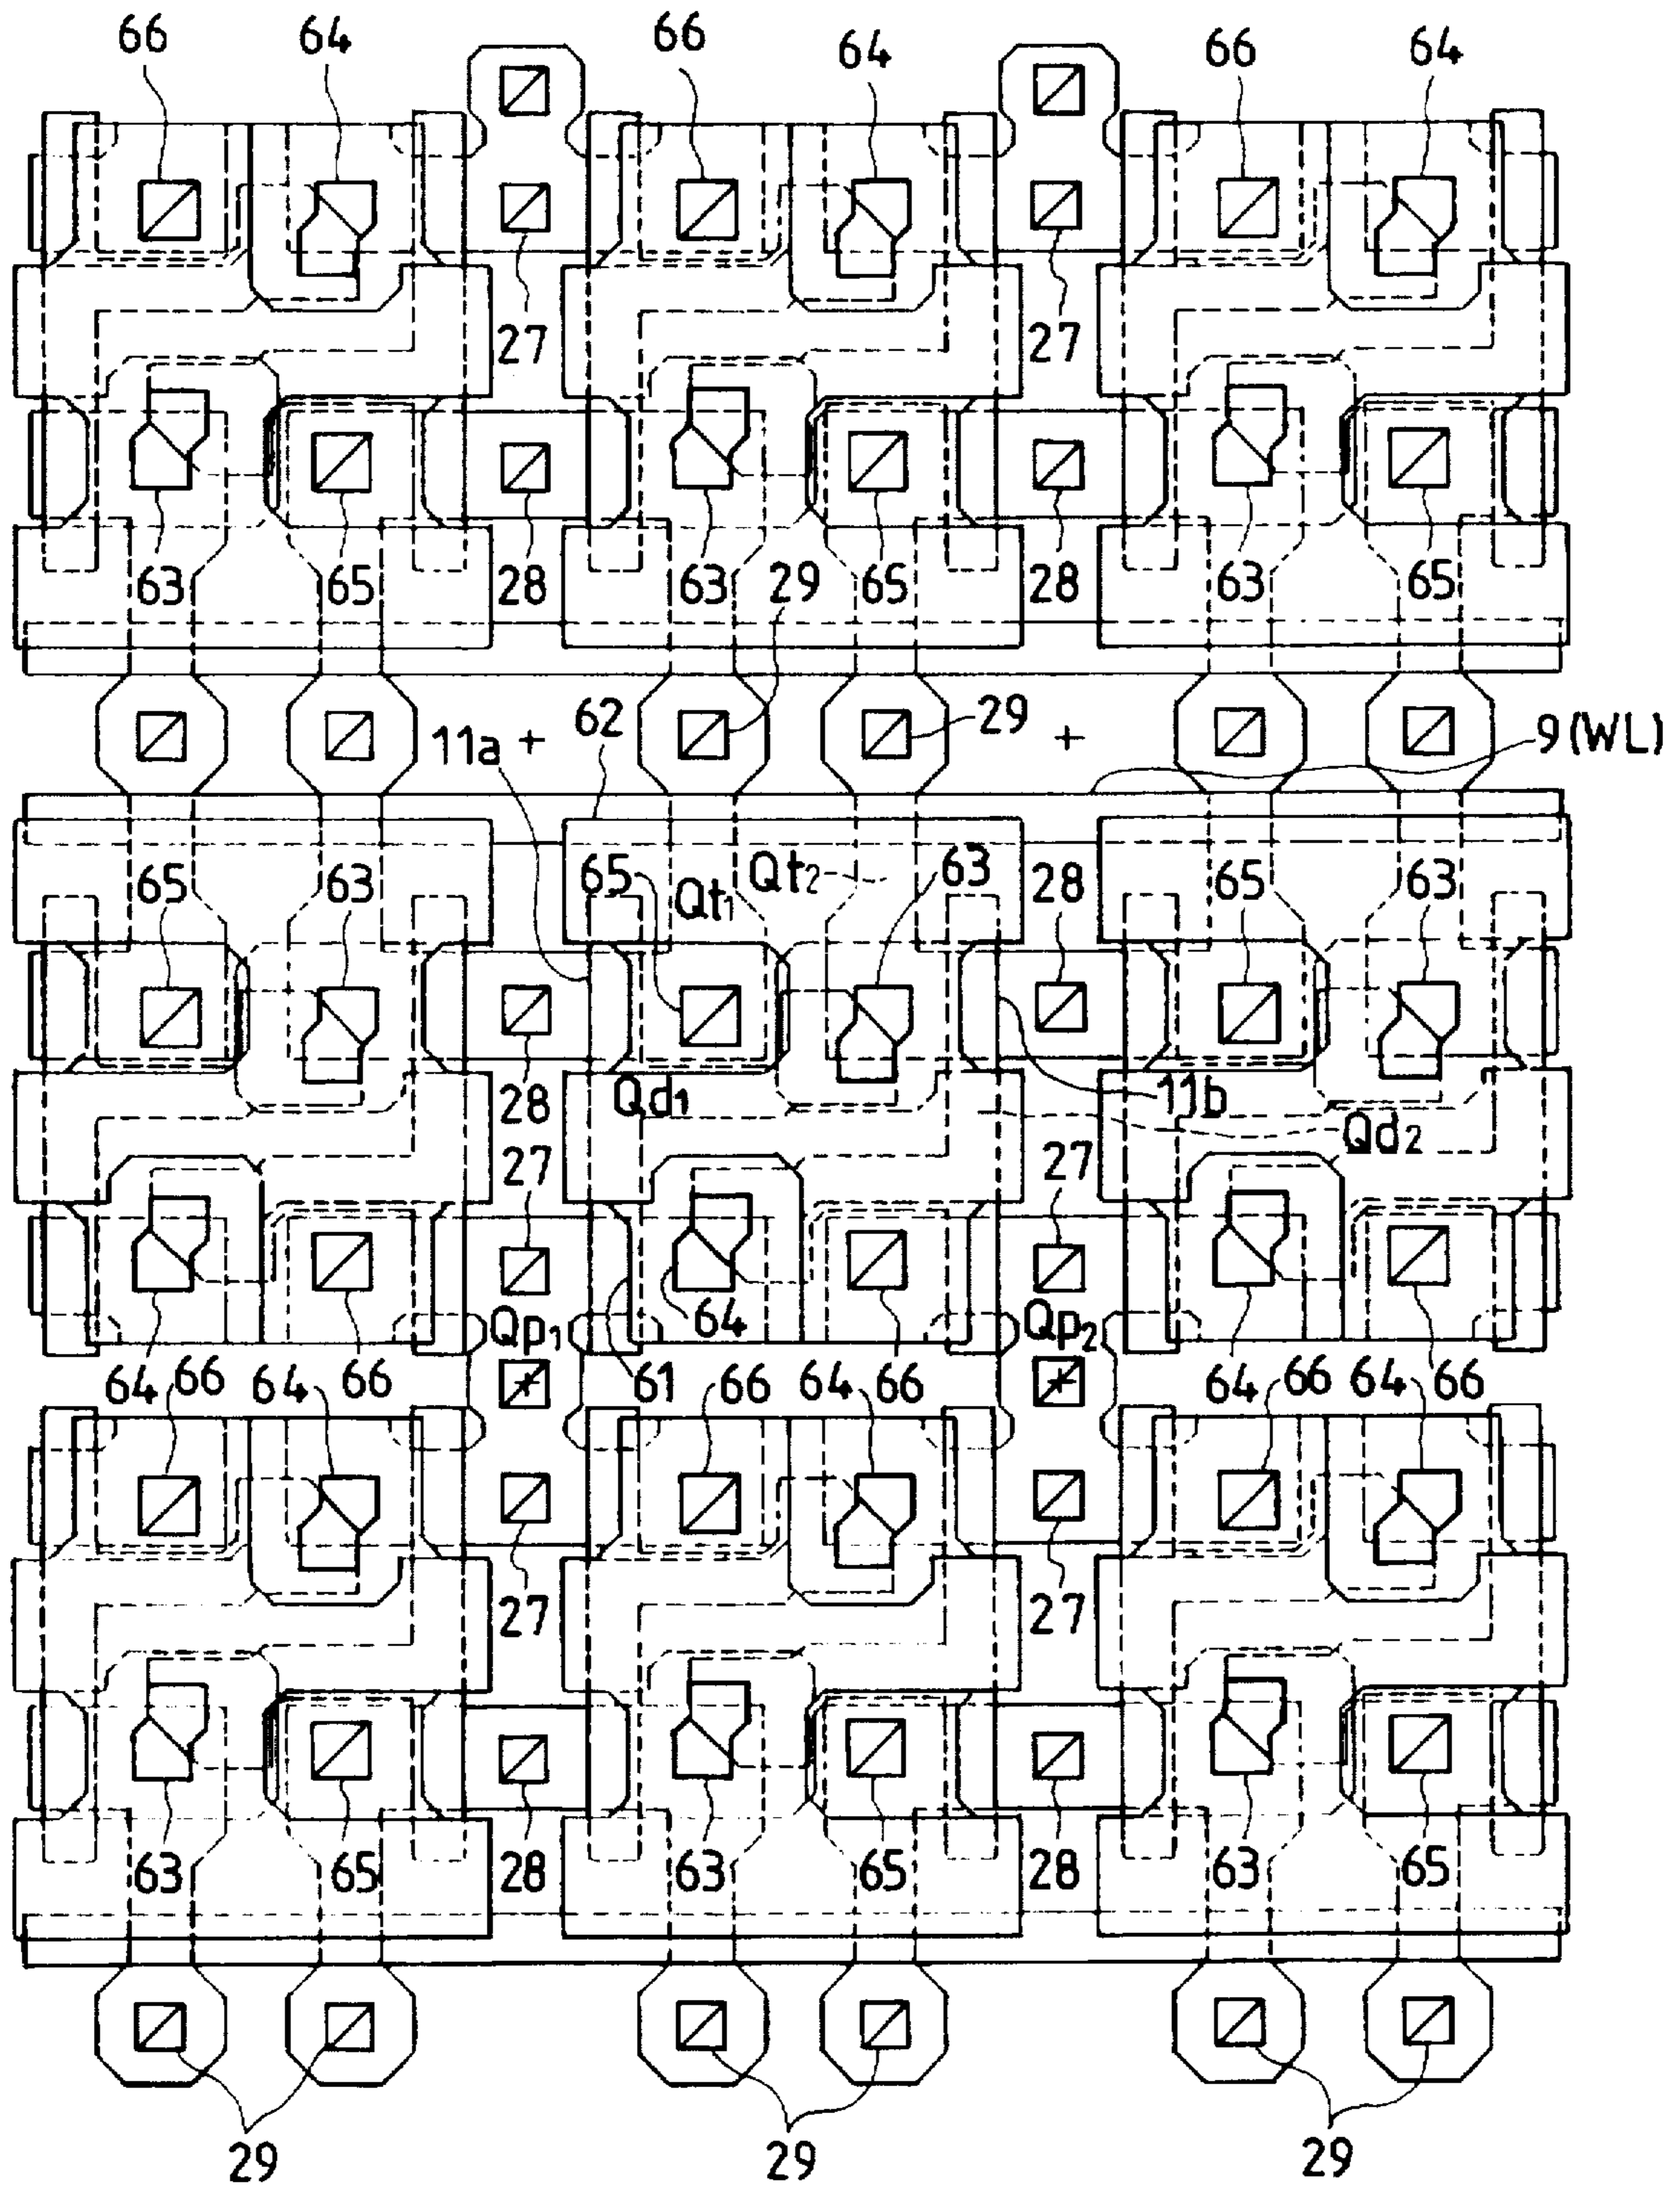 66 64 66 64 66 64
27 27
63 65 28 63 29 65 28 63 65
11a + 62 29 + 9(WL)
65 63 65 Qt1 Qt2 63 28 65 63
28 Qd1 11b
27 27 Qd2
64 Qp1 64 Qp2
64 66 64 66 61 66 64 66 64 66 64 66
27 27
63 65 28 63 65 28 63 65
29 29 29